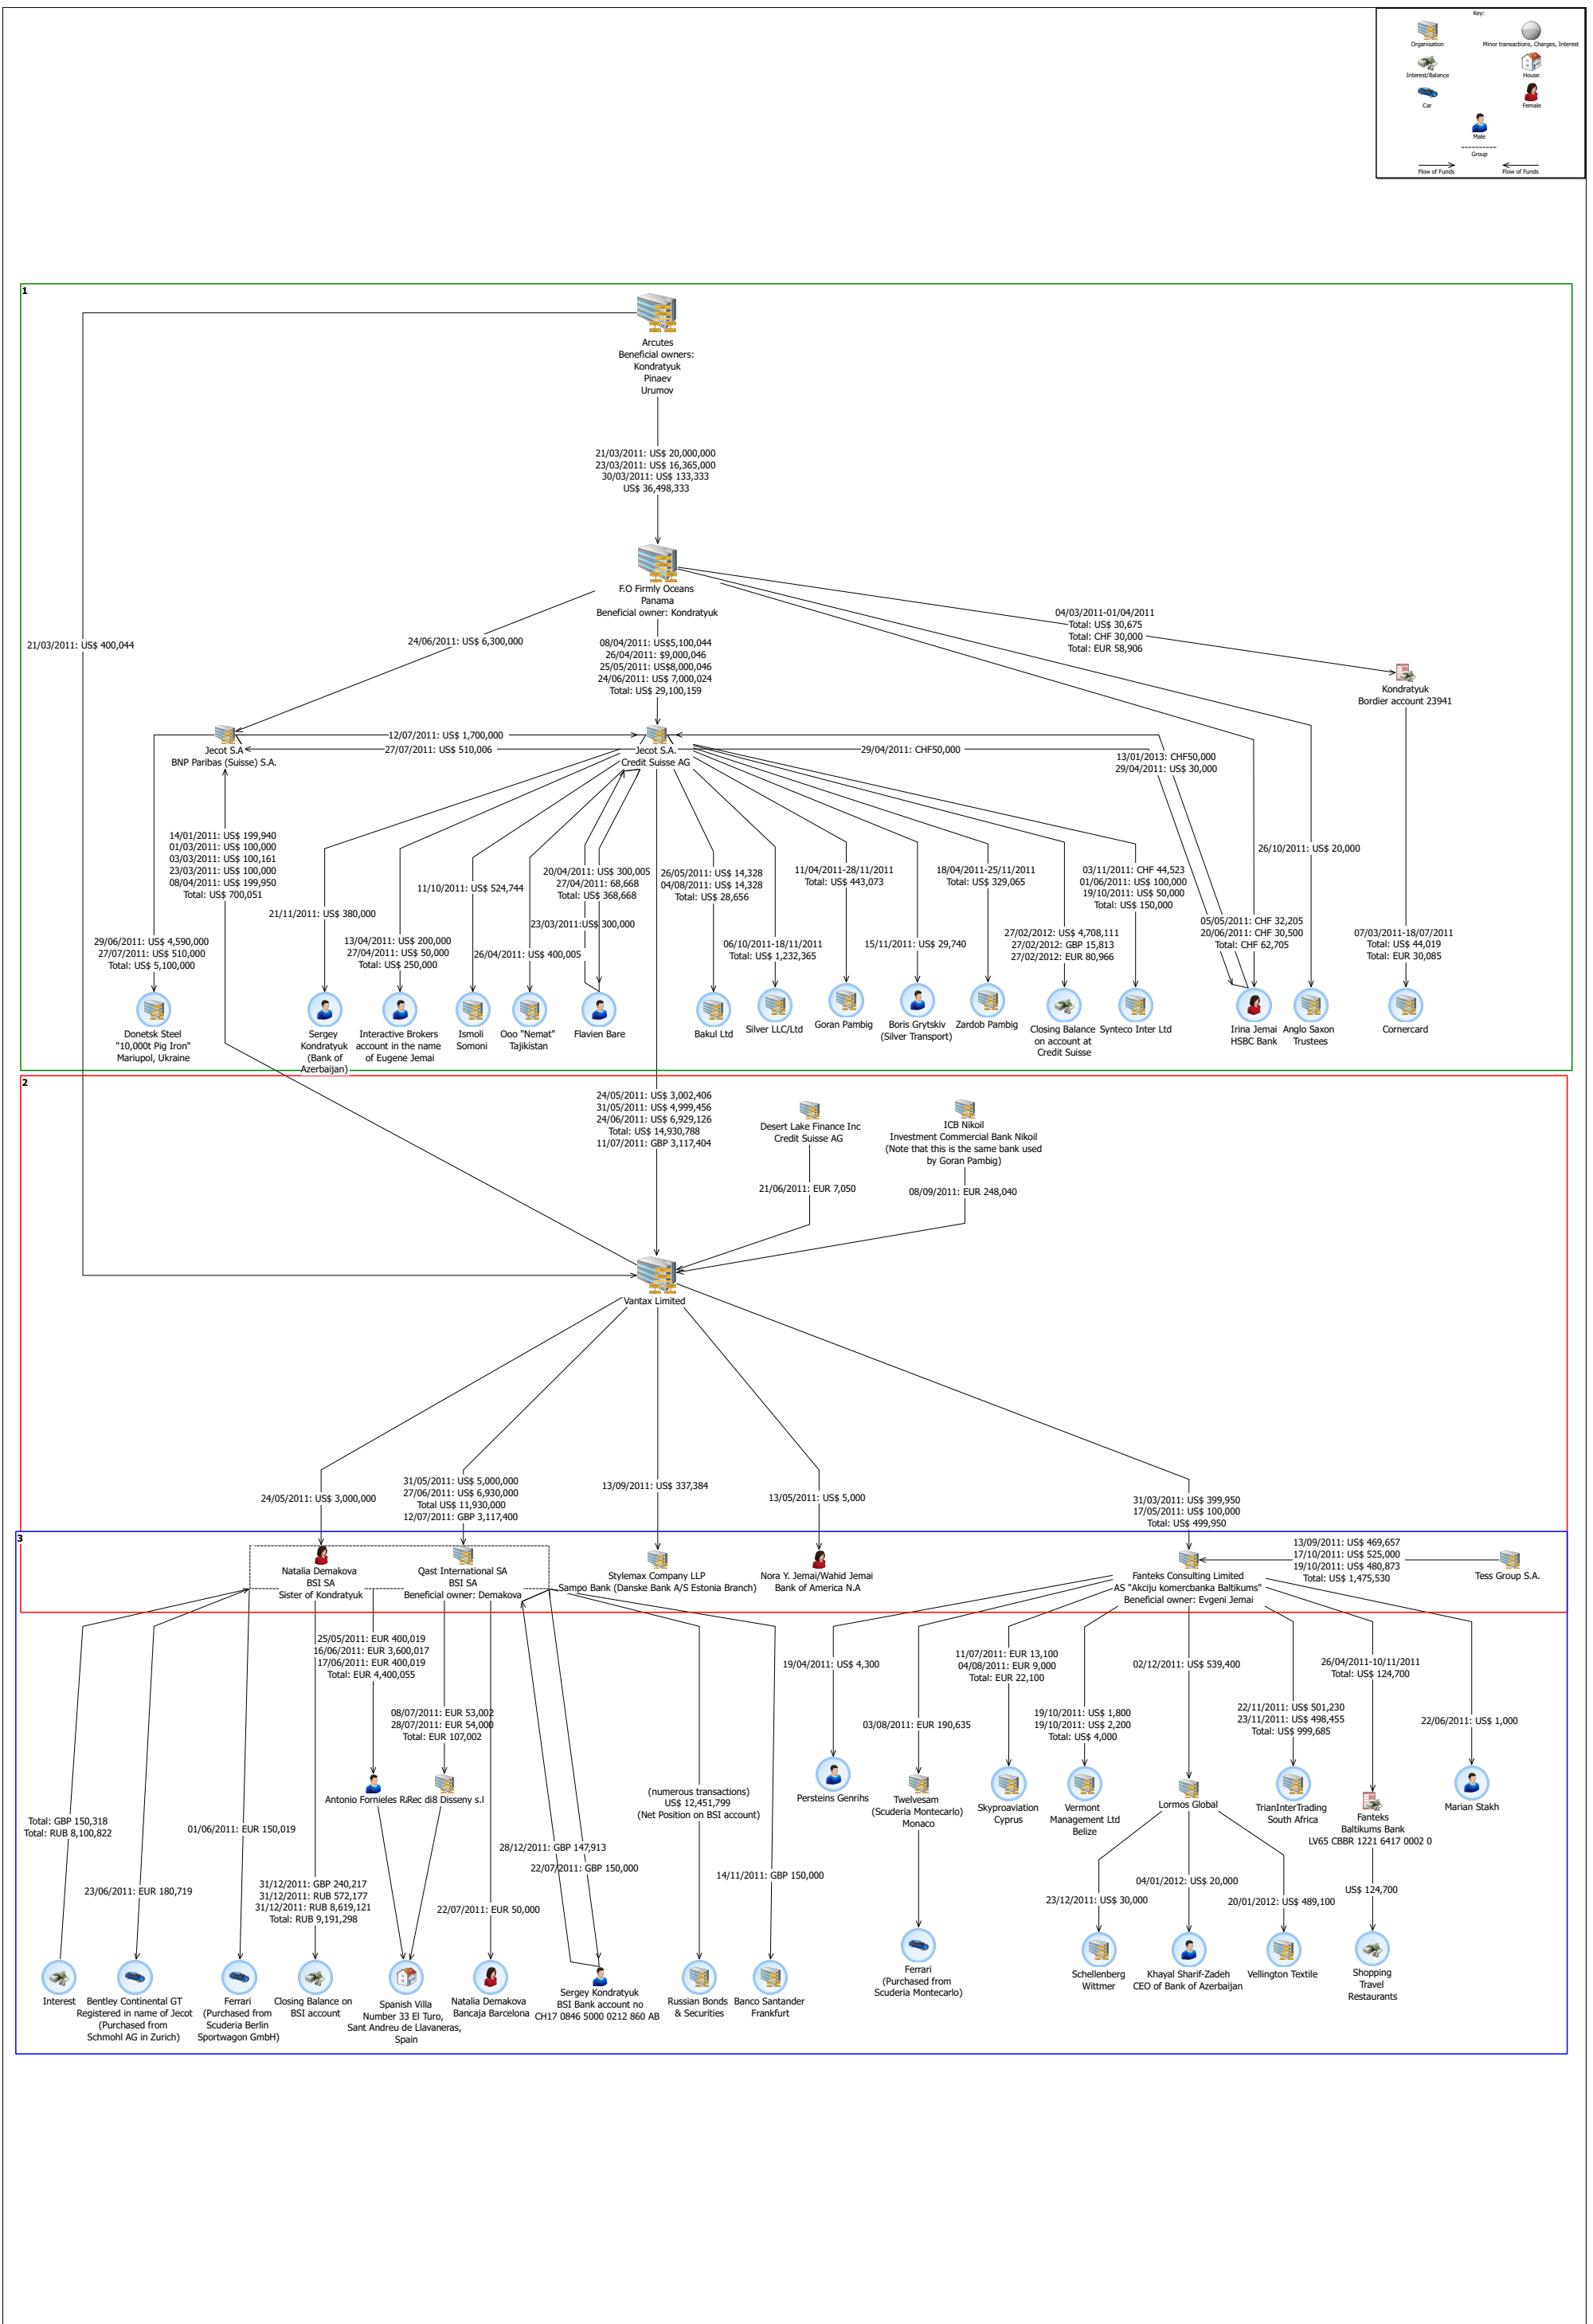 Key:
Organisation
Minor transactions, Charges, Interest
Interest/Balance
House
Car
Female
Male
Group
Flow of Funds
Flow of Funds
1
Arcutes
Beneficial owners:
Kondratyuk
Pinaev
Urumov
21/03/2011: US$ 20,000,000
23/03/2011: US$ 16,365,000
30/03/2011: US$ 133,333
US$ 36,498,333
F.O Firmly Oceans
Panama
Beneficial owner: Kondratyuk
21/03/2011: US$ 400,044
24/06/2011: US$ 6,300,000
08/04/2011: US$5,100,044
26/04/2011: $9,000,046
25/05/2011: US$8,000,046
24/06/2011: US$ 7,000,024
Total: US$ 29,100,159
04/03/2011-01/04/2011
Total: US$ 30,675
Total: CHF 30,000
Total: EUR 58,906
Kondratyuk
Bordier account 23941
Jecot S.A
BNP Paribas (Suisse) S.A.
12/07/2011: US$ 1,700,000
27/07/2011: US$ 510,006
Jecot S.A.
Credit Suisse AG
29/04/2011: CHF50,000
13/01/2013: CHF50,000
29/04/2011: US$ 30,000
14/01/2011: US$ 199,940
01/03/2011: US$ 100,000
03/03/2011: US$ 100,161
23/03/2011: US$ 100,000
08/04/2011: US$ 199,950
Total: US$ 700,051
29/06/2011: US$ 4,590,000
27/07/2011: US$ 510,000
Total: US$ 5,100,000
21/11/2011: US$ 380,000
13/04/2011: US$ 200,000
27/04/2011: US$ 50,000
Total: US$ 250,000
11/10/2011: US$ 524,744
26/04/2011: US$ 400,005
20/04/2011: US$ 300,005
27/04/2011: 68,668
Total: US$ 368,668
23/03/2011:US$ 300,000
26/05/2011: US$ 14,328
04/08/2011: US$ 14,328
Total: US$ 28,656
06/10/2011-18/11/2011
Total: US$ 1,232,365
11/04/2011-28/11/2011
Total: US$ 443,073
15/11/2011: US$ 29,740
18/04/2011-25/11/2011
Total: US$ 329,065
27/02/2012: US$ 4,708,111
27/02/2012: GBP 15,813
27/02/2012: EUR 80,966
03/11/2011: CHF 44,523
01/06/2011: US$ 100,000
19/10/2011: US$ 50,000
Total: US$ 150,000
05/05/2011: CHF 32,205
20/06/2011: CHF 30,500
Total: CHF 62,705
26/10/2011: US$ 20,000
07/03/2011-18/07/2011
Total: US$ 44,019
Total: EUR 30,085
Donetsk Steel
"10,000t Pig Iron"
Mariupol, Ukraine
Sergey
Kondratyuk
(Bank of
Azerbaijan)
Interactive Brokers
account in the name
of Eugene Jemai
Ismoli
Somoni
Ooo "Nemat"
Tajikistan
Flavien Bare
Bakul Ltd
Silver LLC/Ltd
Goran Pambig
Boris Grytskiv
(Silver Transport)
Zardob Pambig
Closing Balance
on account at
Credit Suisse
Synteco Inter Ltd
Irina Jemai
HSBC Bank
Anglo Saxon
Trustees
Cornercard
2
24/05/2011: US$ 3,002,406
31/05/2011: US$ 4,999,456
24/06/2011: US$ 6,929,126
Total: US$ 14,930,788
11/07/2011: GBP 3,117,404
Desert Lake Finance Inc
Credit Suisse AG
ICB Nikoil
Investment Commercial Bank Nikoil
(Note that this is the same bank used
by Goran Pambig)
21/06/2011: EUR 7,050
08/09/2011: EUR 248,040
Vantax Limited
24/05/2011: US$ 3,000,000
31/05/2011: US$ 5,000,000
27/06/2011: US$ 6,930,000
Total US$ 11,930,000
12/07/2011: GBP 3,117,400
13/09/2011: US$ 337,384
13/05/2011: US$ 5,000
31/03/2011: US$ 399,950
17/05/2011: US$ 100,000
Total: US$ 499,950
3
Natalia Demakova
BSI SA
Sister of Kondratyuk
Qast International SA
BSI SA
Beneficial owner: Demakova
Stylemax Company LLP
Sampo Bank (Danske Bank A/S Estonia Branch)
Nora Y. Jemai/Wahid Jemai
Bank of America N.A
Fanteks Consulting Limited
AS "Akciju komercbanka Baltikums"
Beneficial owner: Evgeni Jemai
13/09/2011: US$ 469,657
17/10/2011: US$ 525,000
19/10/2011: US$ 480,873
Total: US$ 1,475,530
Tess Group S.A.
Total: GBP 150,318
Total: RUB 8,100,822
23/06/2011: EUR 180,719
01/06/2011: EUR 150,019
31/12/2011: GBP 240,217
31/12/2011: RUB 572,177
31/12/2011: RUB 8,619,121
Total: RUB 9,191,298
25/05/2011: EUR 400,019
16/06/2011: EUR 3,600,017
17/06/2011: EUR 400,019
Total: EUR 4,400,055
08/07/2011: EUR 53,002
28/07/2011: EUR 54,000
Total: EUR 107,002
Antonio Fornieles
Rec di8 Disseny s.l
22/07/2011: EUR 50,000
28/12/2011: GBP 147,913
22/07/2011: GBP 150,000
(numerous transactions)
US$ 12,451,799
(Net Position on BSI account)
14/11/2011: GBP 150,000
19/04/2011: US$ 4,300
03/08/2011: EUR 190,635
11/07/2011: EUR 13,100
04/08/2011: EUR 9,000
Total: EUR 22,100
19/10/2011: US$ 1,800
19/10/2011: US$ 2,200
Total: US$ 4,000
02/12/2011: US$ 539,400
22/11/2011: US$ 501,230
23/11/2011: US$ 498,455
Total: US$ 999,685
26/04/2011-10/11/2011
Total: US$ 124,700
22/06/2011: US$ 1,000
Persteins Genrihs
Twelvesam
(Scuderia Montecarlo)
Monaco
Skyproaviation
Cyprus
Vermont
Management Ltd
Belize
Lormos Global
TrianInterTrading
South Africa
Fanteks
Baltikums Bank
LV65 CBBR 1221 6417 0002 0
Marian Stakh
23/12/2011: US$ 30,000
04/01/2012: US$ 20,000
20/01/2012: US$ 489,100
US$ 124,700
Interest
Bentley Continental GT
Registered in name of Jecot
(Purchased from
Schmohl AG in Zurich)
Ferrari
(Purchased from
Scuderia Berlin
Sportwagon GmbH)
Closing Balance on
BSI account
Spanish Villa
Number 33 El Turo,
Sant Andreu de Llavaneras,
Spain
Natalia Demakova
Bancaja Barcelona
Sergey Kondratyuk
BSI Bank account no
CH17 0846 5000 0212 860 AB
Russian Bonds
& Securities
Banco Santander
Frankfurt
Ferrari
(Purchased from
Scuderia Montecarlo)
Schellenberg
Wittmer
Khayal Sharif-Zadeh
CEO of Bank of Azerbaijan
Vellington Textile
Shopping
Travel
Restaurants